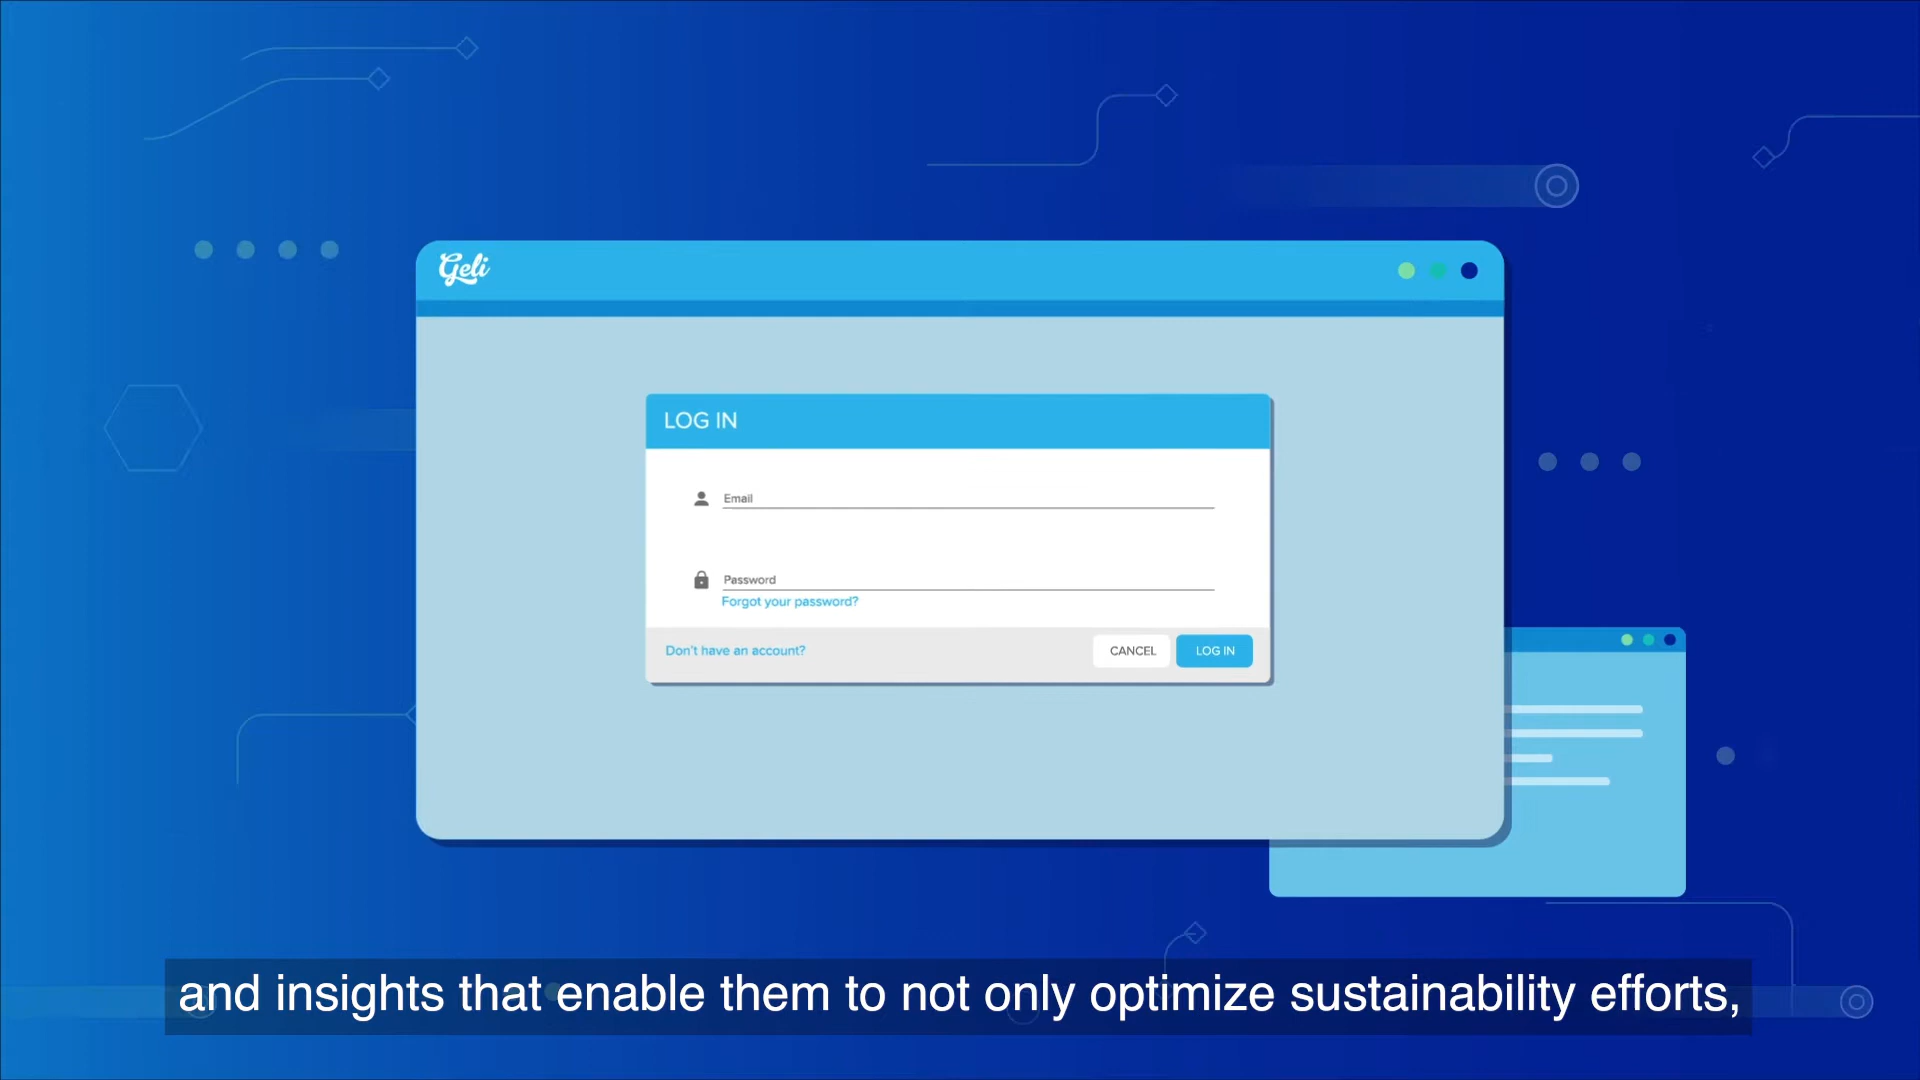 Geli
LOG IN
Email
Password
Forgot your password?
Don't have an account?
CANCEL
LOG IN
and insights that enable them to not only optimize sustainability efforts,